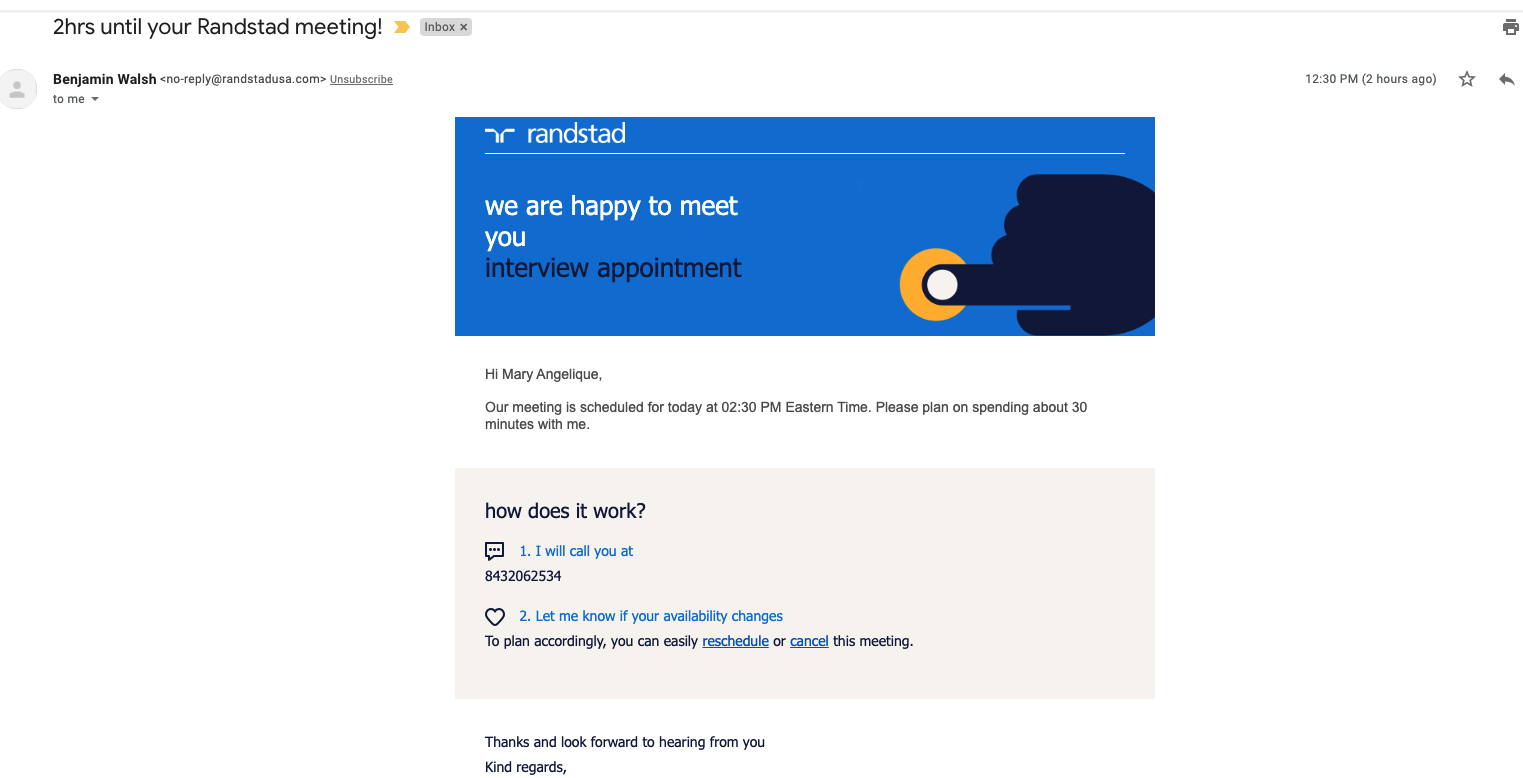 2hrs until your Randstad meeting!
Inbox ×
Benjamin Walsh <no-reply@randstadusa.com> Unsubscribe
12:30 PM (2 hours ago)
to me
randstad
we are happy to meet
you
interview appointment
Hi Mary Angelique,
Our meeting is scheduled for today at 02:30 PM Eastern Time. Please plan on spending about 30
minutes with me.
how does it work?
1. I will call you at
8432062534
2. Let me know if your availability changes
To plan accordingly, you can easily reschedule or cancel this meeting.
Thanks and look forward to hearing from you
Kind regards,